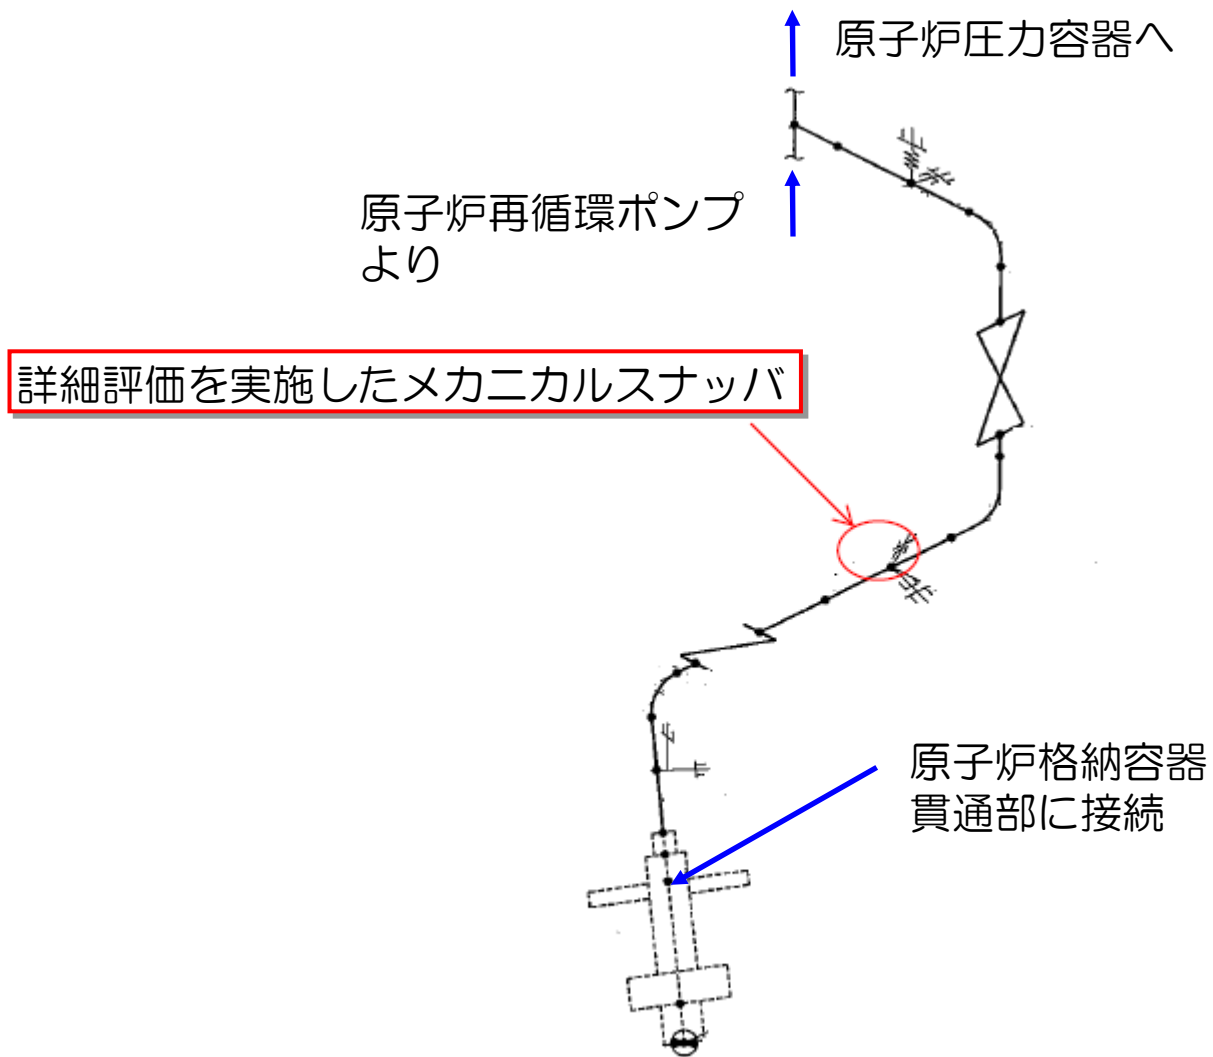 原子炉圧力容器へ
原子炉再循環ポンプ
より
詳細評価を実施したメカニカルスナッバ
原子炉格納容器
貫通部に接続